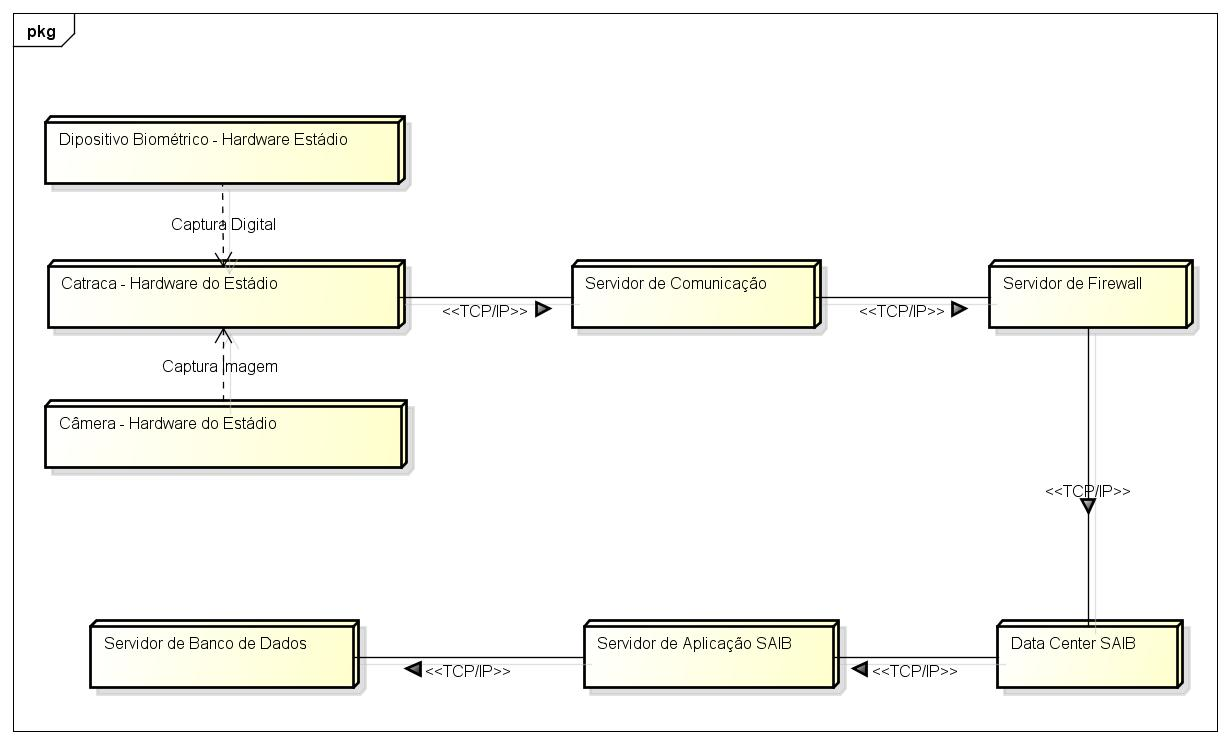 pkg
Dipositivo Biométrico - Hardware Estádio
Captura Digital
Catraca - Hardware do Estádio
<<TCP/IP>>
Servidor de Comunicação
<<TCP/IP>>
Servidor de Firewall
Captura Imagem
Câmera - Hardware do Estádio
<<TCP/IP>>
Servidor de Banco de Dados
<<TCP/IP>>
Servidor de Aplicação SAIB
<<TCP/IP>>
Data Center SAIB